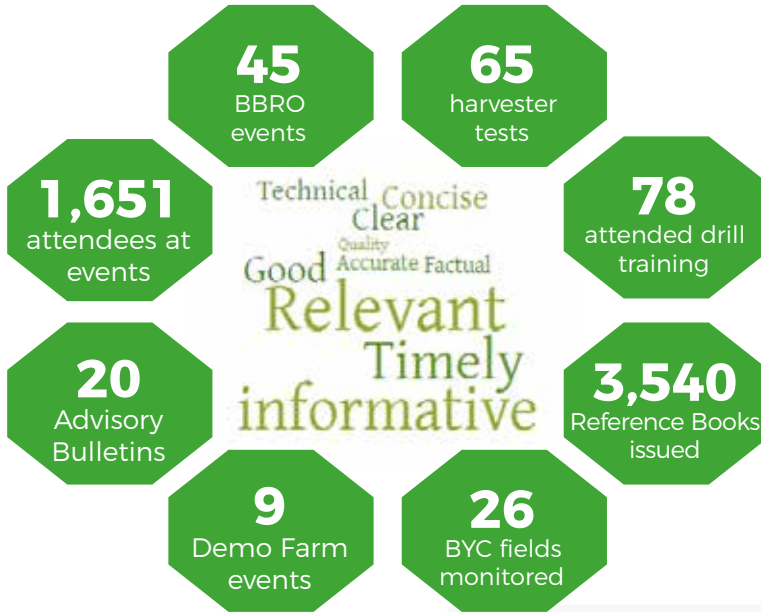 45
BBRO
events
65
harvester
tests
1,651
attendees at
events
Technical Concise
Clear
Quality
Good Accurate Factual
Relevant
Timely
informative
78
attended drill
training
20
Advisory
Bulletins
3,540
Reference Books
issued
9
Demo Farm
events
26
BYC fields
monitored